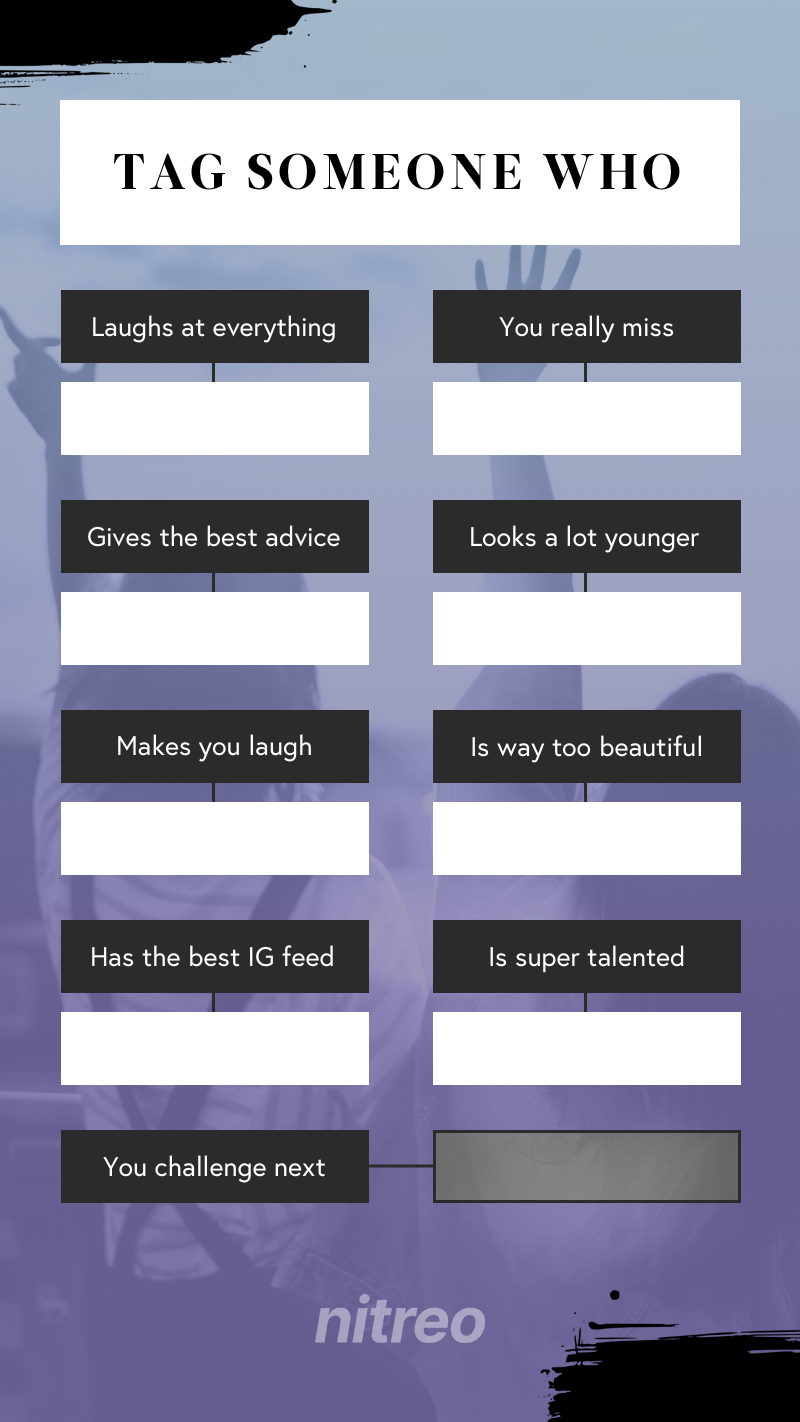 TAG SOMEONE WHO
Laughs at everything
You really miss
Gives the best advice
Looks a lot younger
Makes you laugh
Is way too beautiful
Has the best IG feed
Is super talented
You challenge next
nitreo